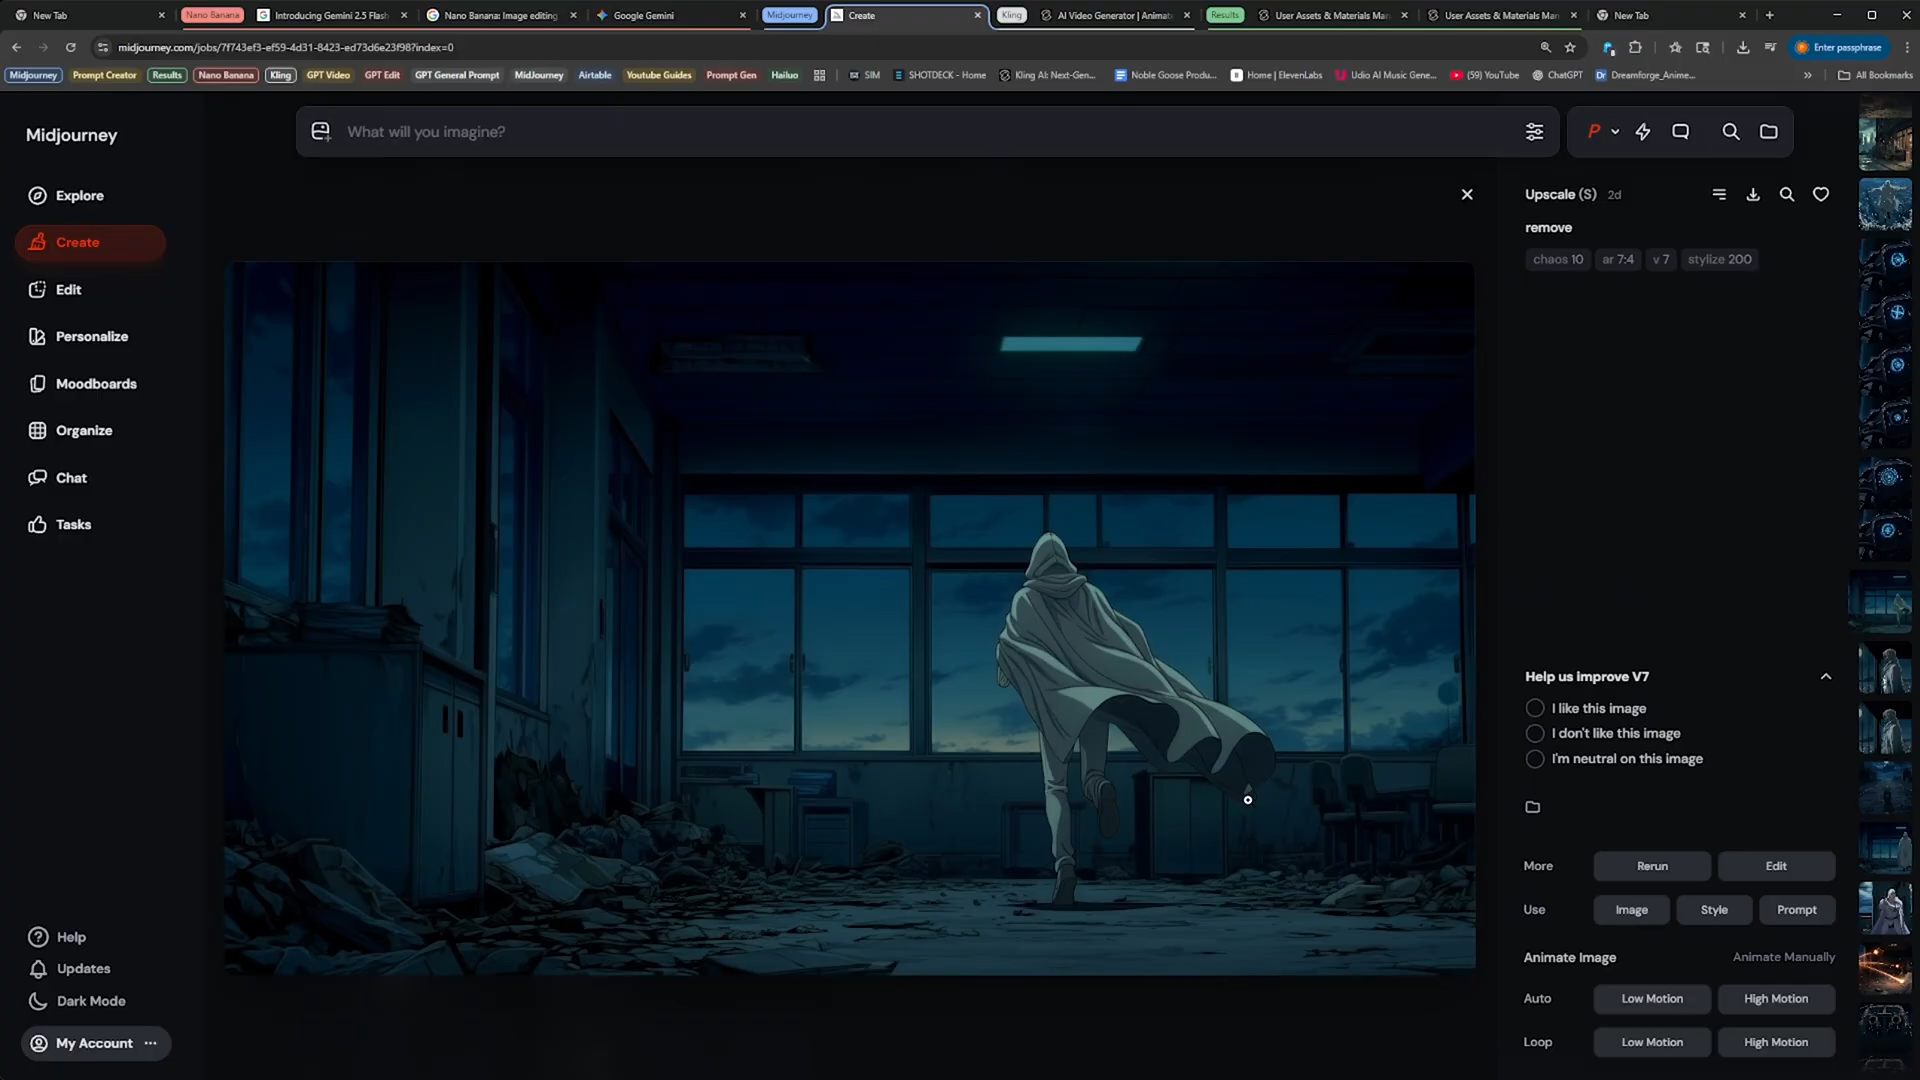 New Tab
Nano Banana
Introducing Gemini 2.5 Flash
Nano Banana: Image editing
Google Gemini
Midjourney
Create
Kling
AI Video Generator | Animat
Results
User Assets & Materials Man
User Assets & Materials Man
New Tab
midjourney.com/jobs/7f743ef3-ef59-4d31-8423-ed73d6e23f98?index=0
Enter passphrase
Midjourney
Prompt Creator
Results
Nano Banana
Kling
GPT Video
GPT Edit
GPT General Prompt
MidJourney
Airtable
Youtube Guides
Prompt Gen
Hailuo
SIM
SHOTDECK - Home
Kling AI: Next-Gen...
Noble Goose Produ...
Home | ElevenLabs
Udio AI Music Gene...
(59) YouTube
ChatGPT
Dreamforge_Anime...
All Bookmarks
Midjourney
What will you imagine?
P
Explore
Create
Edit
Personalize
Moodboards
Organize
Chat
Tasks
Help
Updates
Dark Mode
My Account
Upscale (S) 2d
remove
chaos 10 ar 7:4 v 7 stylize 200
Help us improve V7
I like this image
I don't like this image
I'm neutral on this image
More Rerun Edit
Use Image Style Prompt
Animate Image Animate Manually
Auto Low Motion High Motion
Loop Low Motion High Motion